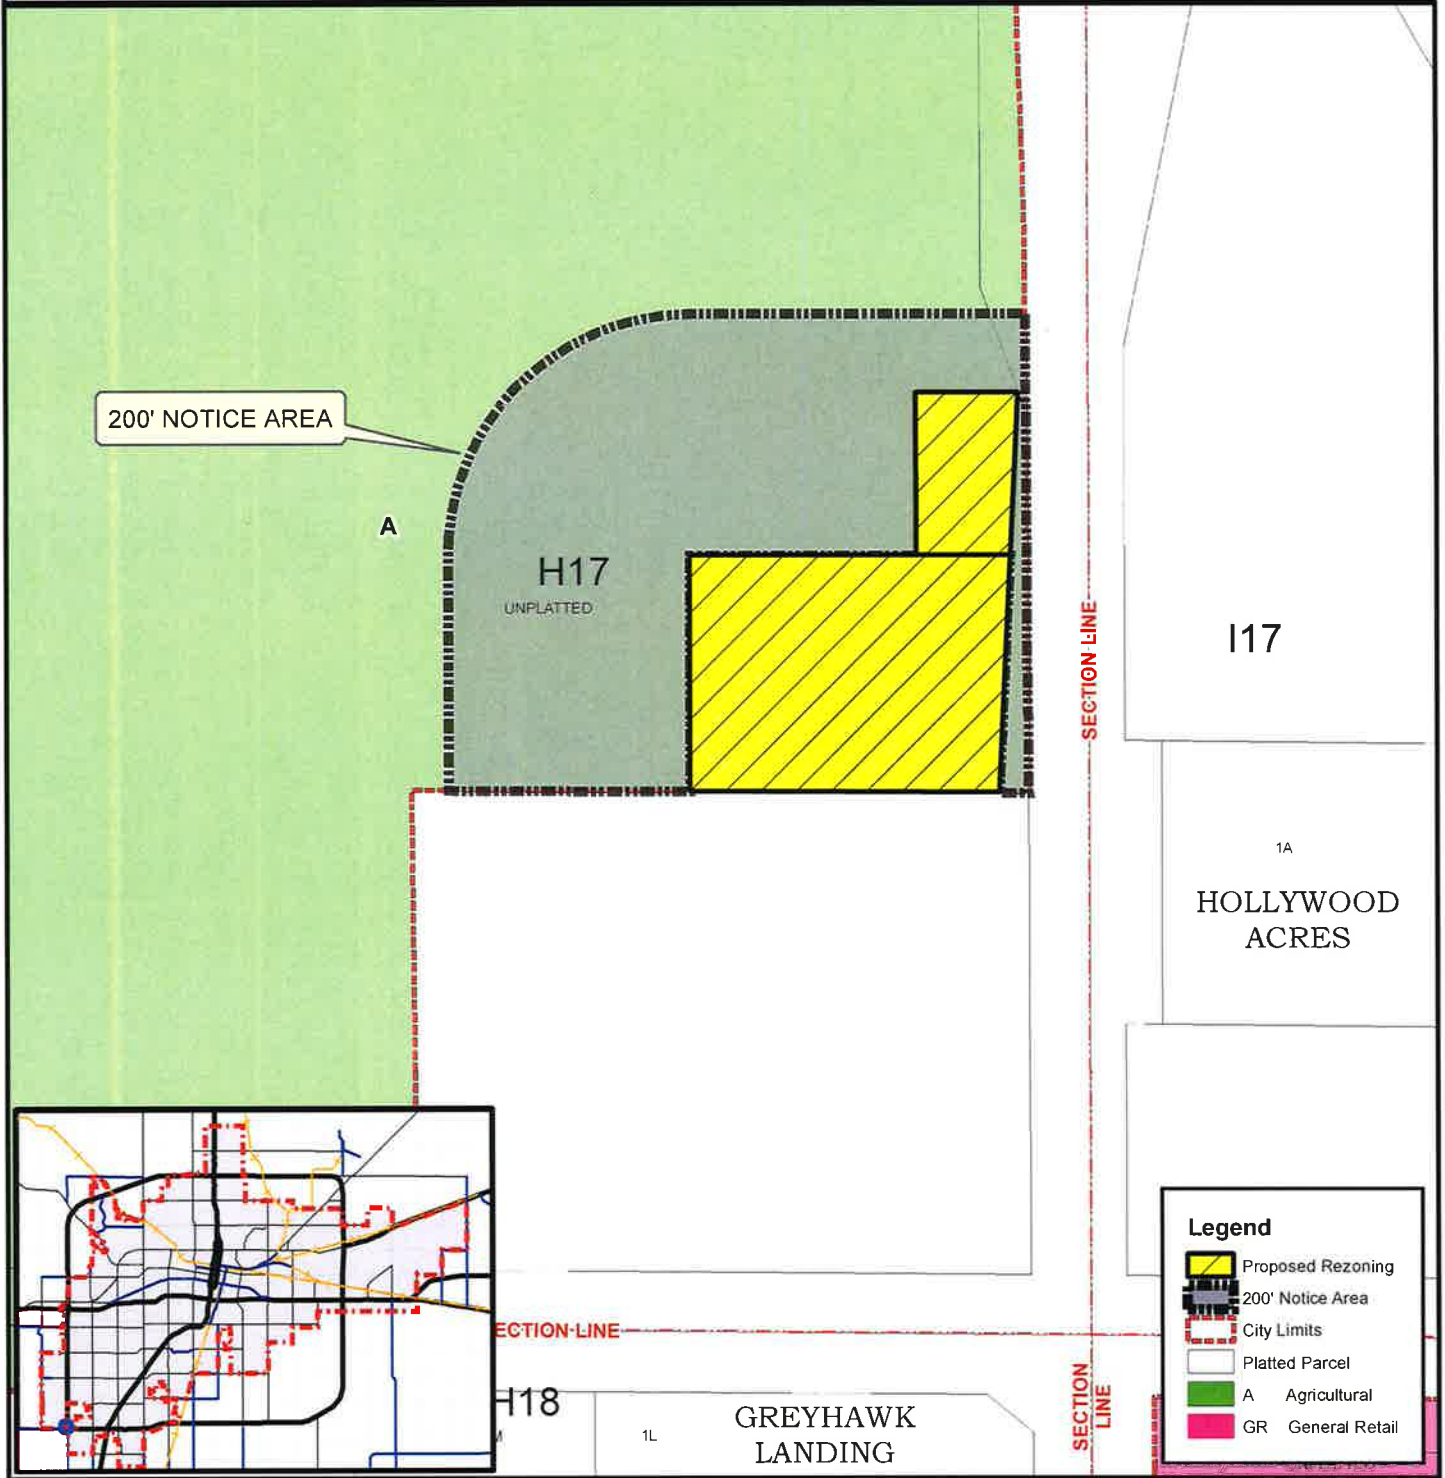 200' NOTICE AREA
A
H17
UNPLATTED
SECTION-LINE
I17
1A
HOLLYWOOD
ACRES
ECTION-LINE
H18
1L
GREYHAWK
LANDING
SECTION
LINE
Legend
Proposed Rezoning
200' Notice Area
City Limits
Platted Parcel
A Agricultural
GR General Retail